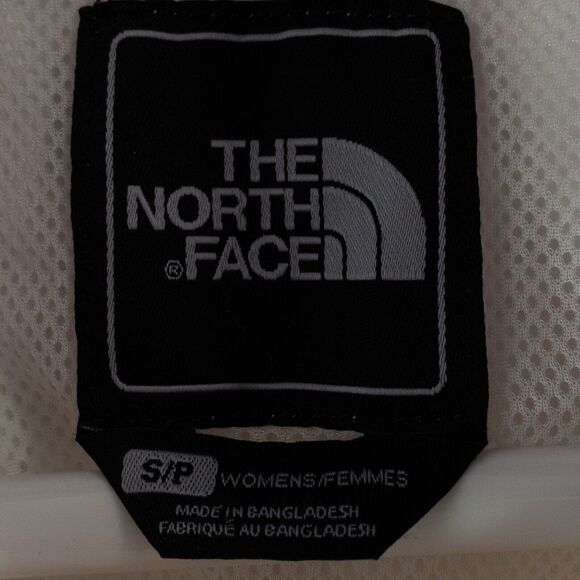 THE
NORTH
® FACE
S/P WOMENS/FEMMES
MADE IN BANGLADESH
FABRIQUÉ AU BANGLADESH